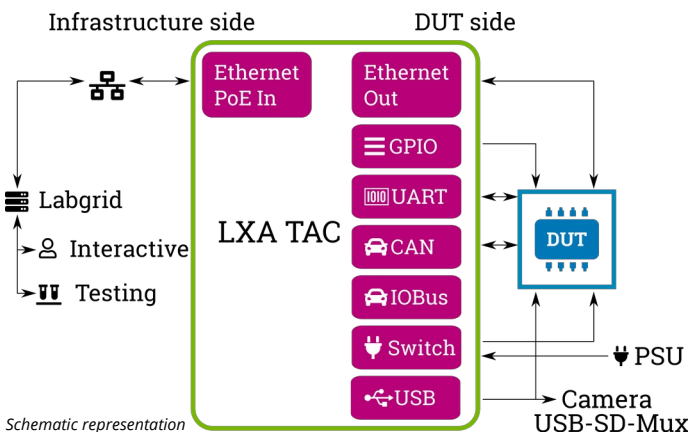 Infrastructure side
DUT side
Ethernet
PoE In
Ethernet
Out
GPIO
UART
CAN
IOBus
Switch
USB
LXA TAC
Labgrid
Interactive
Testing
DUT
PSU
Camera
USB-SD-Mux
Schematic representation